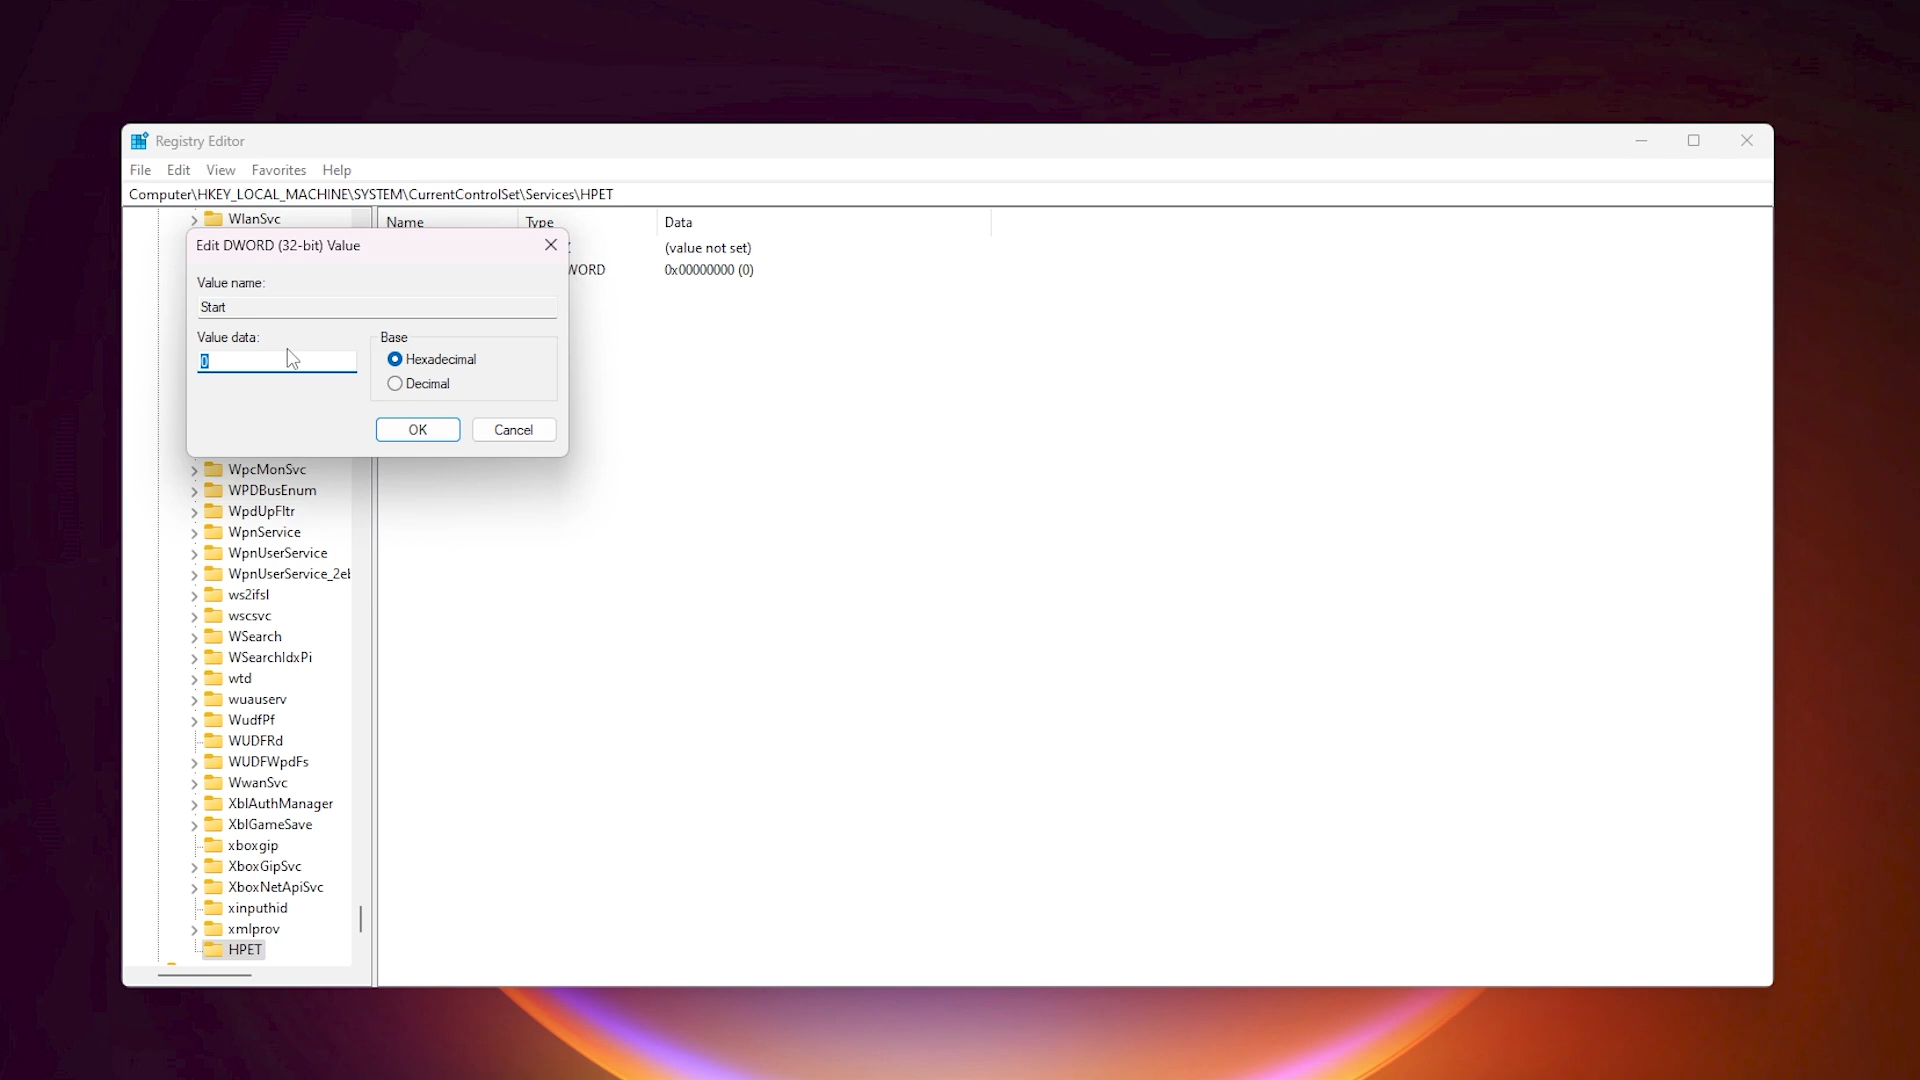 Registry Editor
File Edit View Favorites Help
Computer\HKEY_LOCAL_MACHINE\SYSTEM\CurrentControlSet\Services\HPET
WlanSvc
Name Type Data
Edit DWORD (32-bit) Value
(value not set)
WORD 0x00000000 (0)
Value name:
Start
Value data:
Base
0
Hexadecimal
Decimal
OK Cancel
WpcMonSvc
WPDBusEnum
WpdUpFltr
WpnService
WpnUserService
WpnUserService_2eb
ws2ifsl
wscsvc
WSearch
WSearchIdxPi
wtd
wuauserv
WudfPf
WUDFRd
WUDFWpdFs
WwanSvc
XblAuthManager
XblGameSave
xboxgip
XboxGipSvc
XboxNetApiSvc
xinputhid
xmlprov
HPET